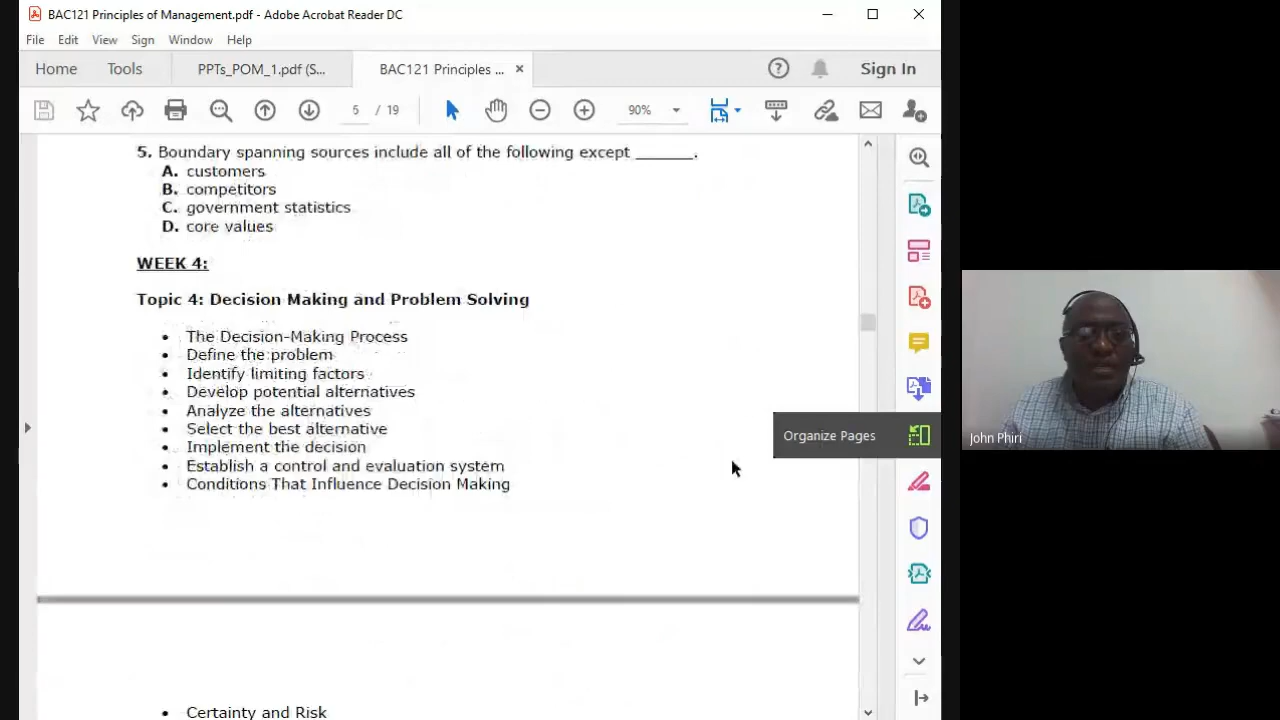 BAC121 Principles of Management.pdf - Adobe Acrobat Reader DC
File Edit View Sign Window Help
Home Tools PPTs_POM_1.pdf (S... BAC121 Principles ... × Sign In
5 / 19 90%
5. Boundary spanning sources include all of the following except ______.
A. customers
B. competitors
C. government statistics
D. core values
WEEK 4:
Topic 4: Decision Making and Problem Solving
• The Decision-Making Process
• Define the problem
• Identify limiting factors
• Develop potential alternatives
• Analyze the alternatives
• Select the best alternative
• Implement the decision
• Establish a control and evaluation system
• Conditions That Influence Decision Making
• Certainty and Risk
Organize Pages
John Phiri